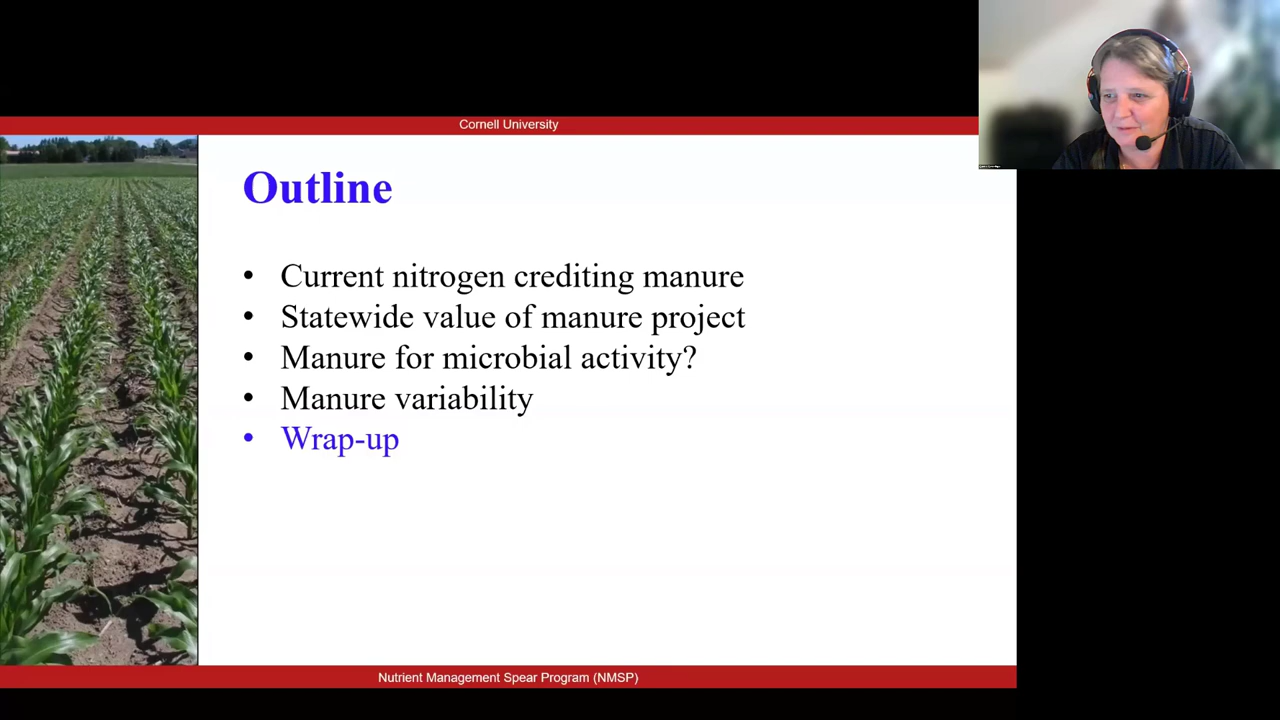 Cornell University
Outline
• Current nitrogen crediting manure
• Statewide value of manure project
• Manure for microbial activity?
• Manure variability
• Wrap-up
Nutrient Management Spear Program (NMSP)